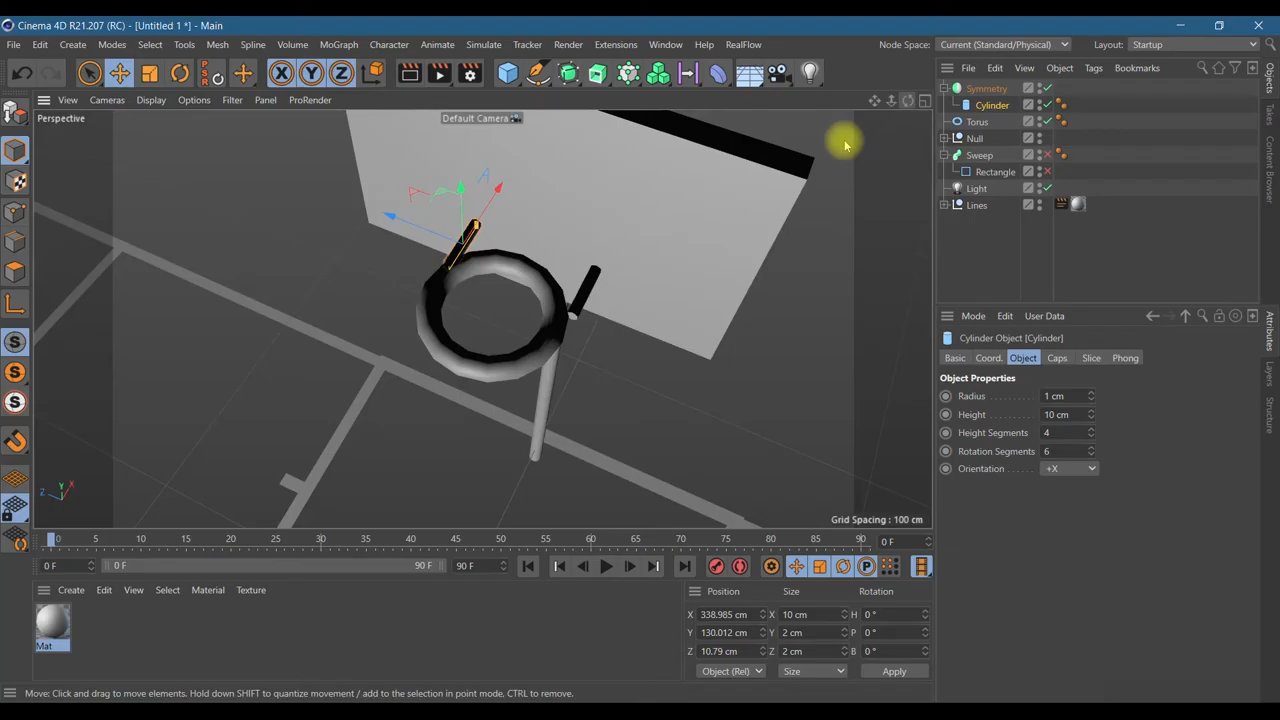 Cinema 4D R21.207 (RC) - [Untitled 1 *] - Main
File Edit Create Modes Select Tools Mesh Spline Volume MoGraph Character Animate Simulate Tracker Render Extensions Window Help RealFlow Node Space: Current (Standard/Physical) Layout: Startup
View Cameras Display Options Filter Panel ProRender
File Edit View Object Tags Bookmarks
Perspective
Default Camera
Symmetry
Cylinder
Torus
Null
Sweep
Rectangle
Light
Lines
Objects
Takes
Content Browser
Attributes
Layers
Structure
Mode Edit User Data
Cylinder Object [Cylinder]
Basic Coord. Object Caps Slice Phong
Object Properties
Radius 1 cm
Height 10 cm
Height Segments 4
Rotation Segments 6
Orientation +X
Y X Z
Grid Spacing : 100 cm
0 5 10 15 20 25 30 35 40 45 50 55 60 65 70 75 80 85 90 0 F
0 F 0 F 90 F 90 F
Create Edit View Select Material Texture
Mat
Position Size Rotation
X 338.985 cm X 10 cm H 0 °
Y 130.012 cm Y 2 cm P 0 °
Z 10.79 cm Z 2 cm B 0 °
Object (Rel) Size Apply
Move: Click and drag to move elements. Hold down SHIFT to quantize movement / add to the selection in point mode, CTRL to remove.